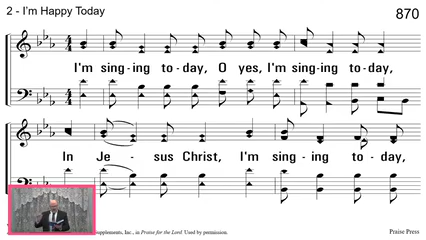 2 - I'm Happy Today
870
I'm sing - ing to - day, O yes, I'm sing - ing to - day,
In Je - sus Christ, I'm sing - ing to - day,
supplements, Inc., in Praise for the Lord. Used by permission.
Praise Press